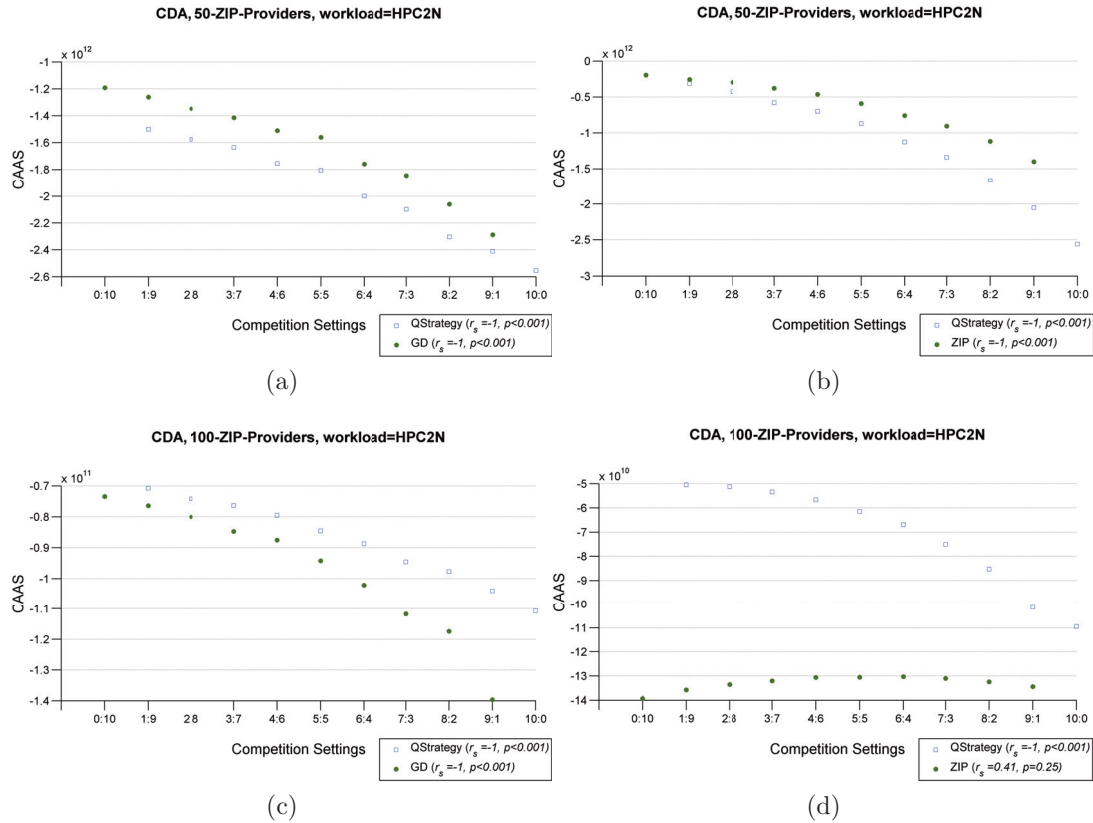 CDA, 50-ZIP-Providers, workload=HPC2N
x 10^12
-1
-1.2
-1.4
-1.6
-1.8
-2
-2.2
-2.4
-2.6
CAAS
0:10 1:9 2:8 3:7 4:6 5:5 6:4 7:3 8:2 9:1 10:0
Competition Settings
QStrategy (r_s =-1, p<0.001)
GD (r_s =-1, p<0.001)
(a)
CDA, 50-ZIP-Providers, workload=HPC2N
x 10^12
0
-0.5
-1
-1.5
-2
-2.5
-3
CAAS
0:10 1:9 2:8 3:7 4:6 5:5 6:4 7:3 8:2 9:1 10:0
Competition Settings
QStrategy (r_s =-1, p<0.001)
ZIP (r_s =-1, p<0.001)
(b)
CDA, 100-ZIP-Providers, workload=HPC2N
x 10^11
-0.7
-0.8
-0.9
-1
-1.1
-1.2
-1.3
-1.4
CAAS
0:10 1:9 2:8 3:7 4:6 5:5 6:4 7:3 8:2 9:1 10:0
Competition Settings
QStrategy (r_s =-1, p<0.001)
GD (r_s =-1, p<0.001)
(c)
CDA, 100-ZIP-Providers, workload=HPC2N
x 10^10
-5
-6
-7
-8
-9
-10
-11
-12
-13
-14
CAAS
0:10 1:9 2:8 3:7 4:6 5:5 6:4 7:3 8:2 9:1 10:0
Competition Settings
QStrategy (r_s =-1, p<0.001)
ZIP (r_s =0.41, p=0.25)
(d)